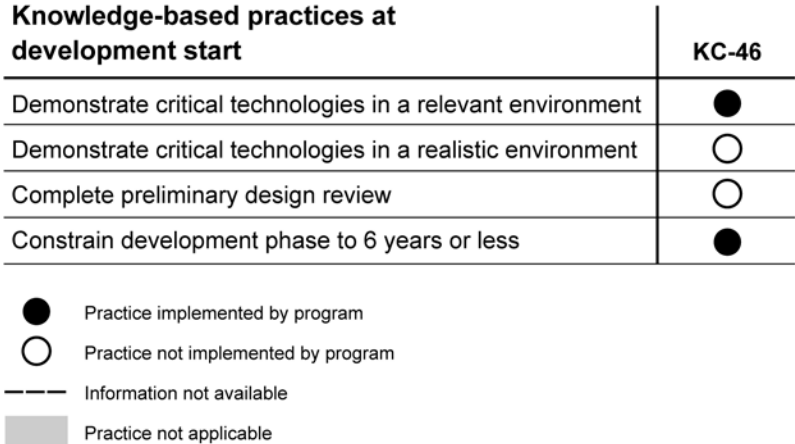 Knowledge-based practices at
development start
KC-46
Demonstrate critical technologies in a relevant environment
Demonstrate critical technologies in a realistic environment
Complete preliminary design review
Constrain development phase to 6 years or less
Practice implemented by program
Practice not implemented by program
Information not available
Practice not applicable